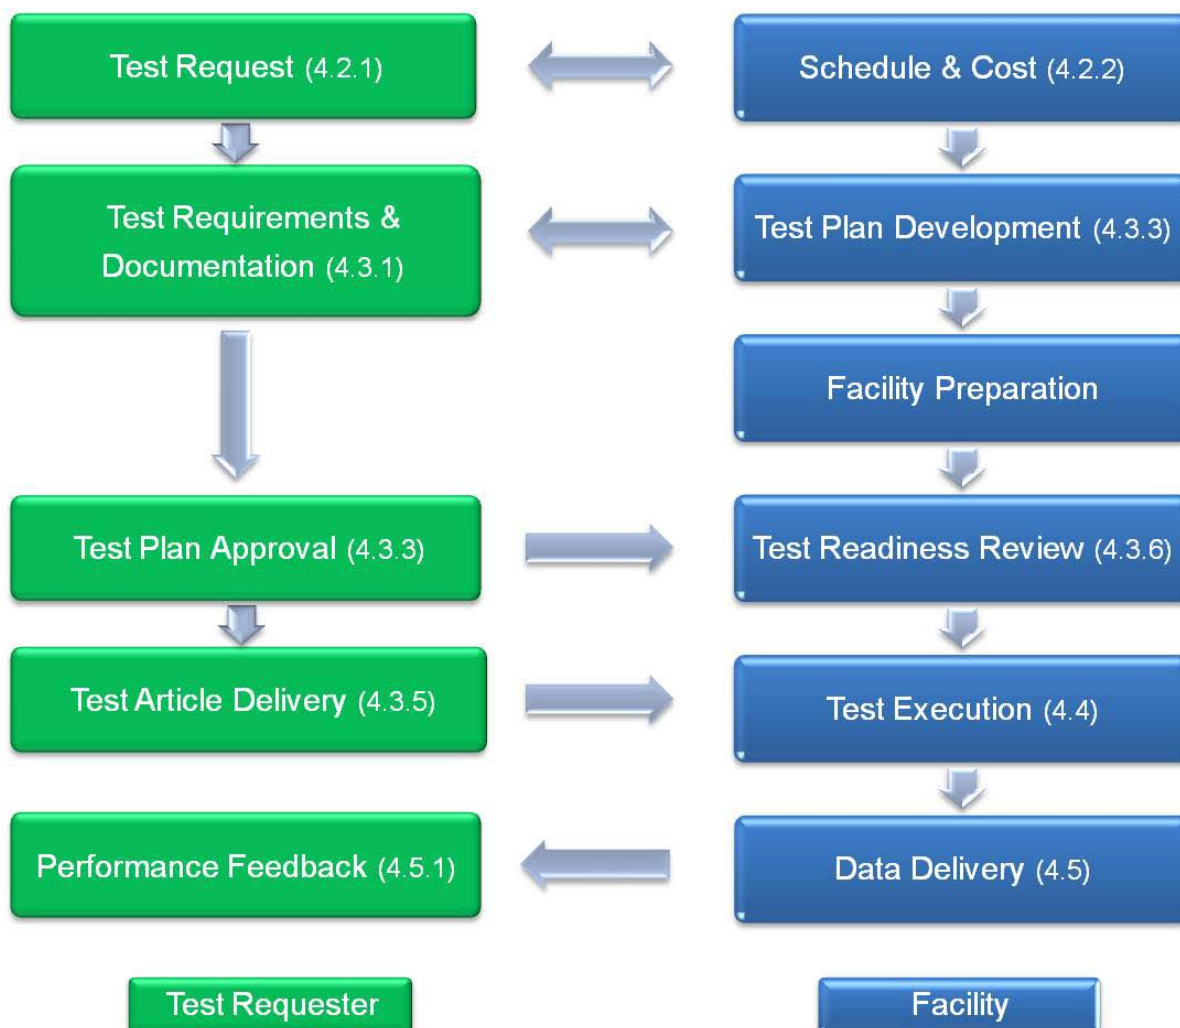 Test Request (4.2.1)
Schedule & Cost (4.2.2)
Test Requirements &
Documentation (4.3.1)
Test Plan Development (4.3.3)
Facility Preparation
Test Plan Approval (4.3.3)
Test Readiness Review (4.3.6)
Test Article Delivery (4.3.5)
Test Execution (4.4)
Performance Feedback (4.5.1)
Data Delivery (4.5)
Test Requester
Facility